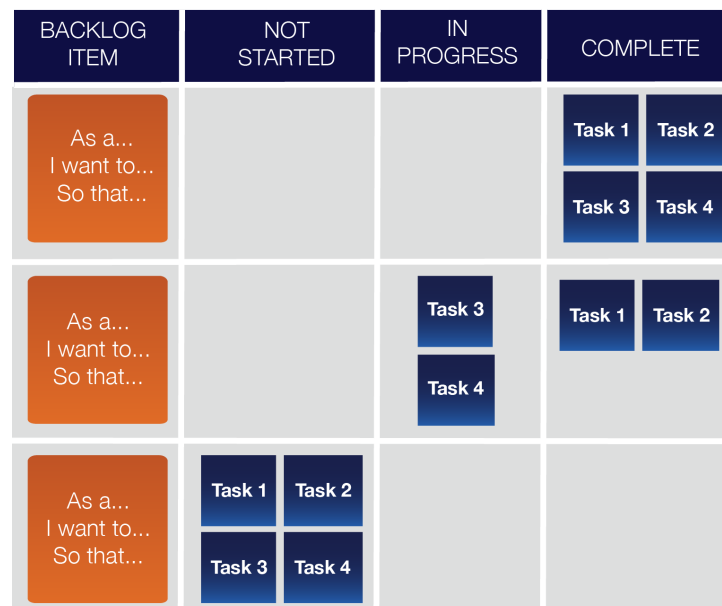 BACKLOG
ITEM
NOT
STARTED
IN
PROGRESS
COMPLETE
As a...
I want to...
So that...
Task 1
Task 2
Task 3
Task 4
As a...
I want to...
So that...
Task 3
Task 4
Task 1
Task 2
As a...
I want to...
So that...
Task 1
Task 2
Task 3
Task 4